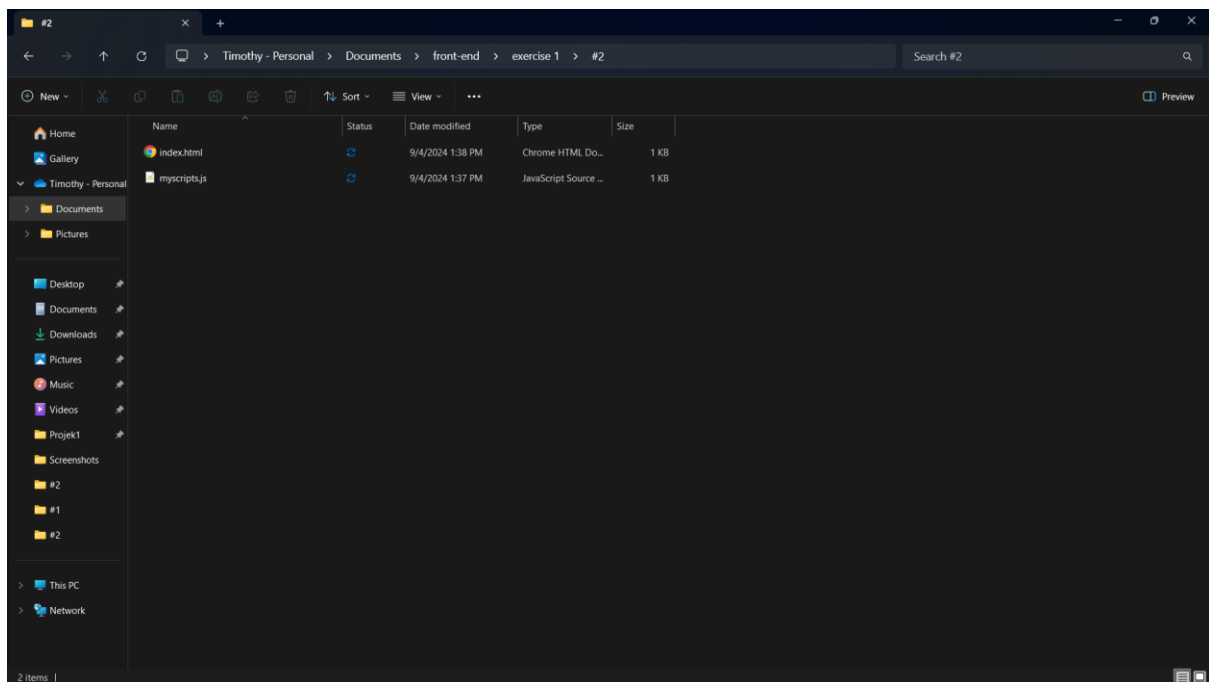 #2
Timothy - Personal > Documents > front-end > exercise 1 > #2
Search #2
New
Sort
View
Preview
Name Status Date modified Type Size
index.html 9/4/2024 1:38 PM Chrome HTML Do... 1 KB
myscripts.js 9/4/2024 1:37 PM JavaScript Source ... 1 KB
Home
Gallery
Timothy - Personal
Documents
Pictures
Desktop
Documents
Downloads
Pictures
Music
Videos
Projek1
Screenshots
#2
#1
#2
This PC
Network
2 items